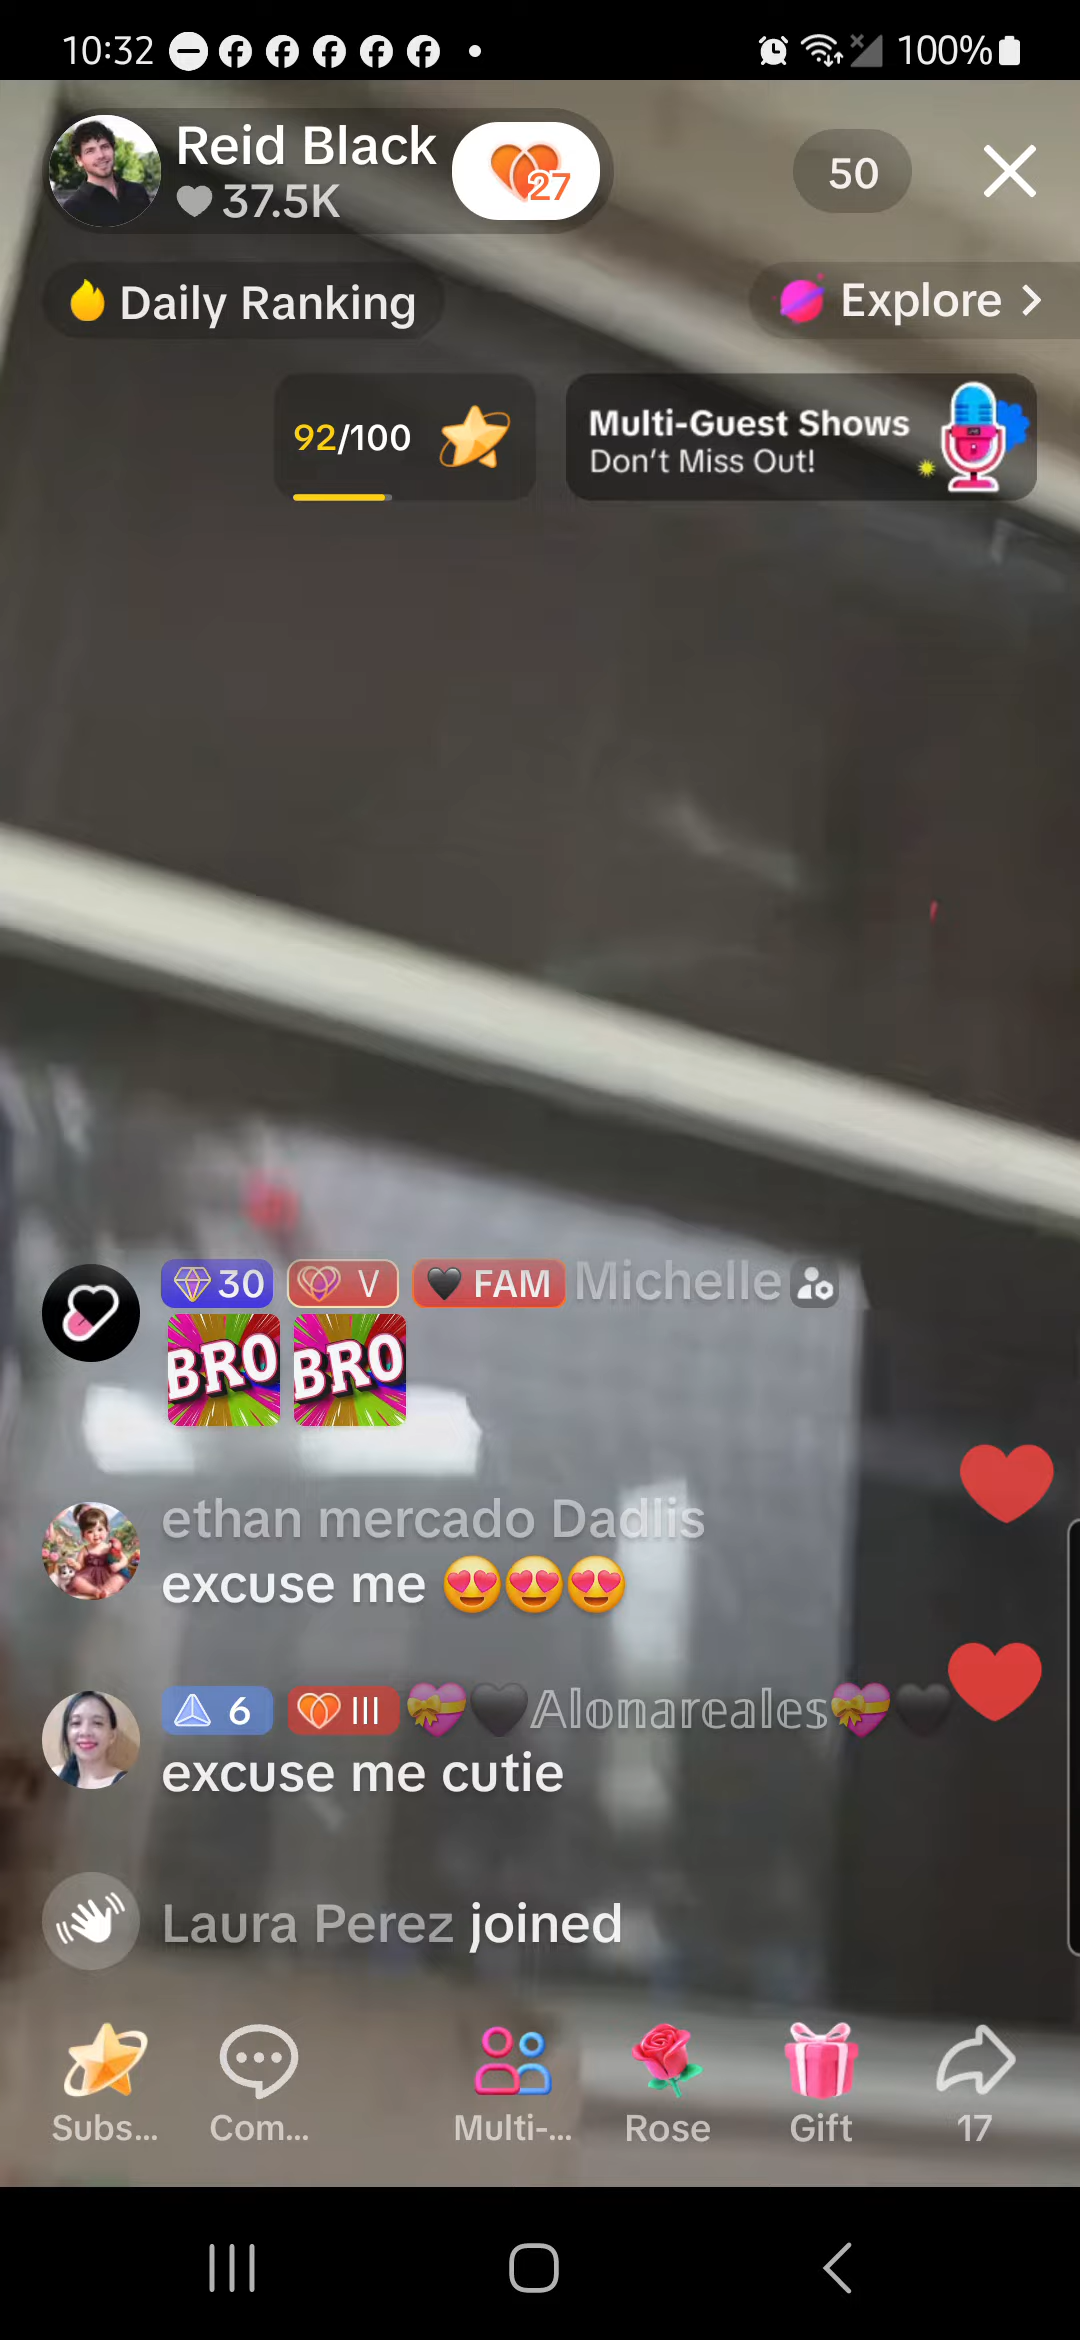 10:32
100%
Reid Black
37.5K
27
50
Daily Ranking
Explore >
92/100
Multi-Guest Shows
Don't Miss Out!
30 V FAM Michelle
BRO BRO
ethan mercado Dadlis
excuse me 😍😍😍
6 III 💝🖤𝔸𝕝𝕠𝕟𝕒𝕣𝕖𝕒𝕝𝕖𝕤💝🖤
excuse me cutie
Laura Perez joined
Subs... Com... Multi-... Rose Gift 17